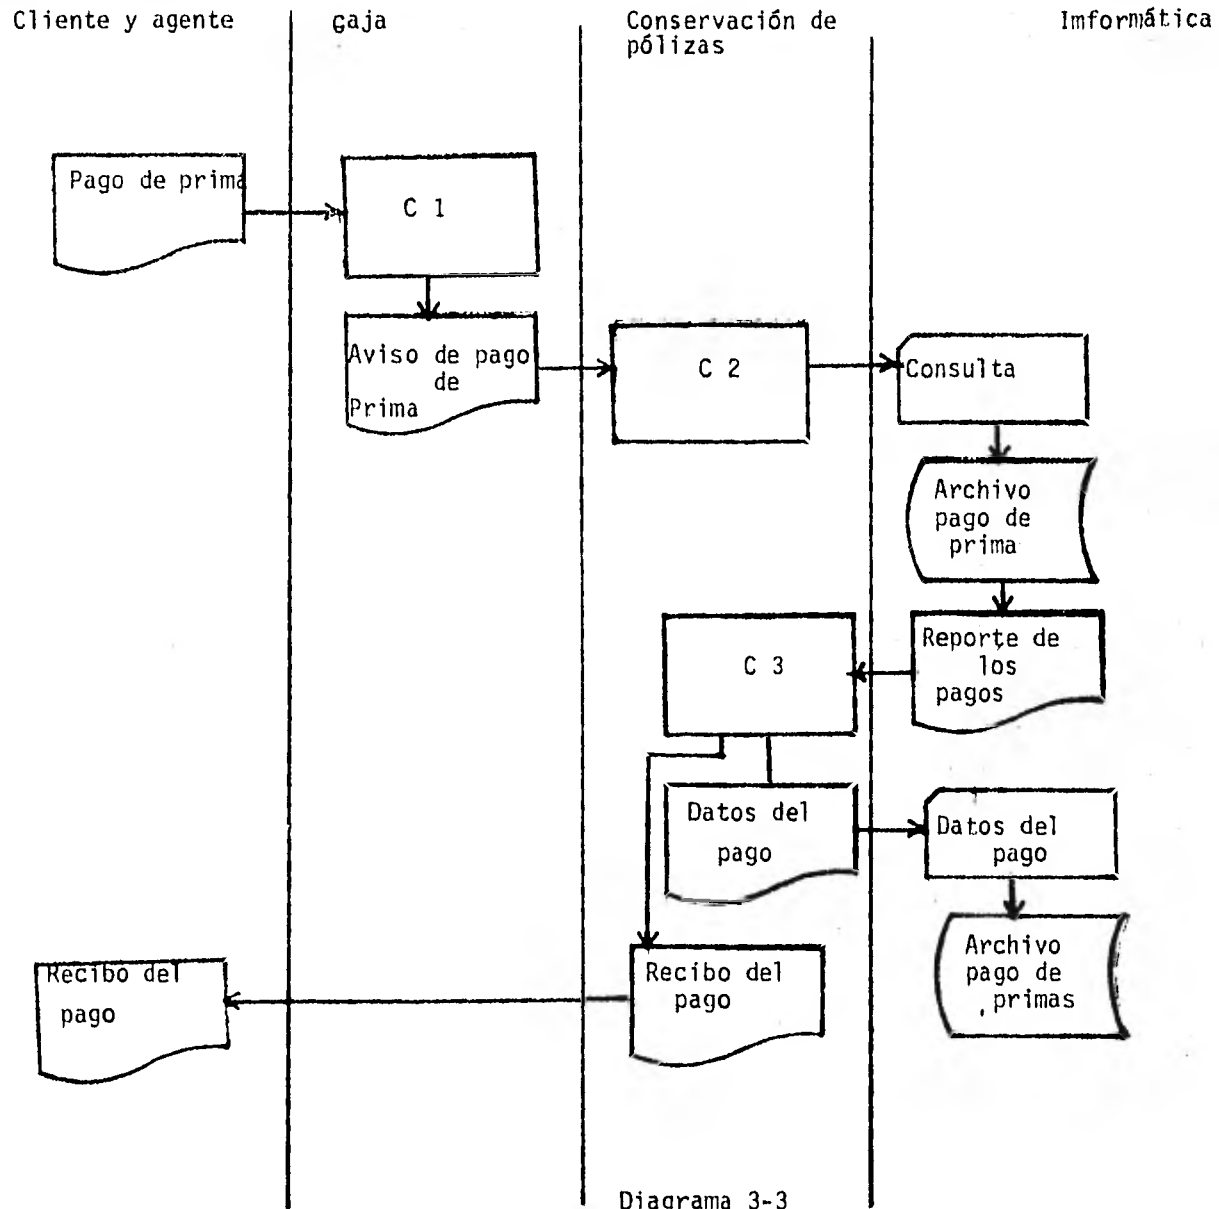 Cliente y agente
caja
Conservación de
pólizas
Imformática
Pago de prima
C 1
Aviso de pago
de
Prima
C 2
Consulta
Archivo
pago de
prima
Reporte de
los
pagos
C 3
Datos del
pago
Datos del
pago
Archivo
pago de
primas
Recibo del
pago
Recibo del
pago
Diagrama 3-3